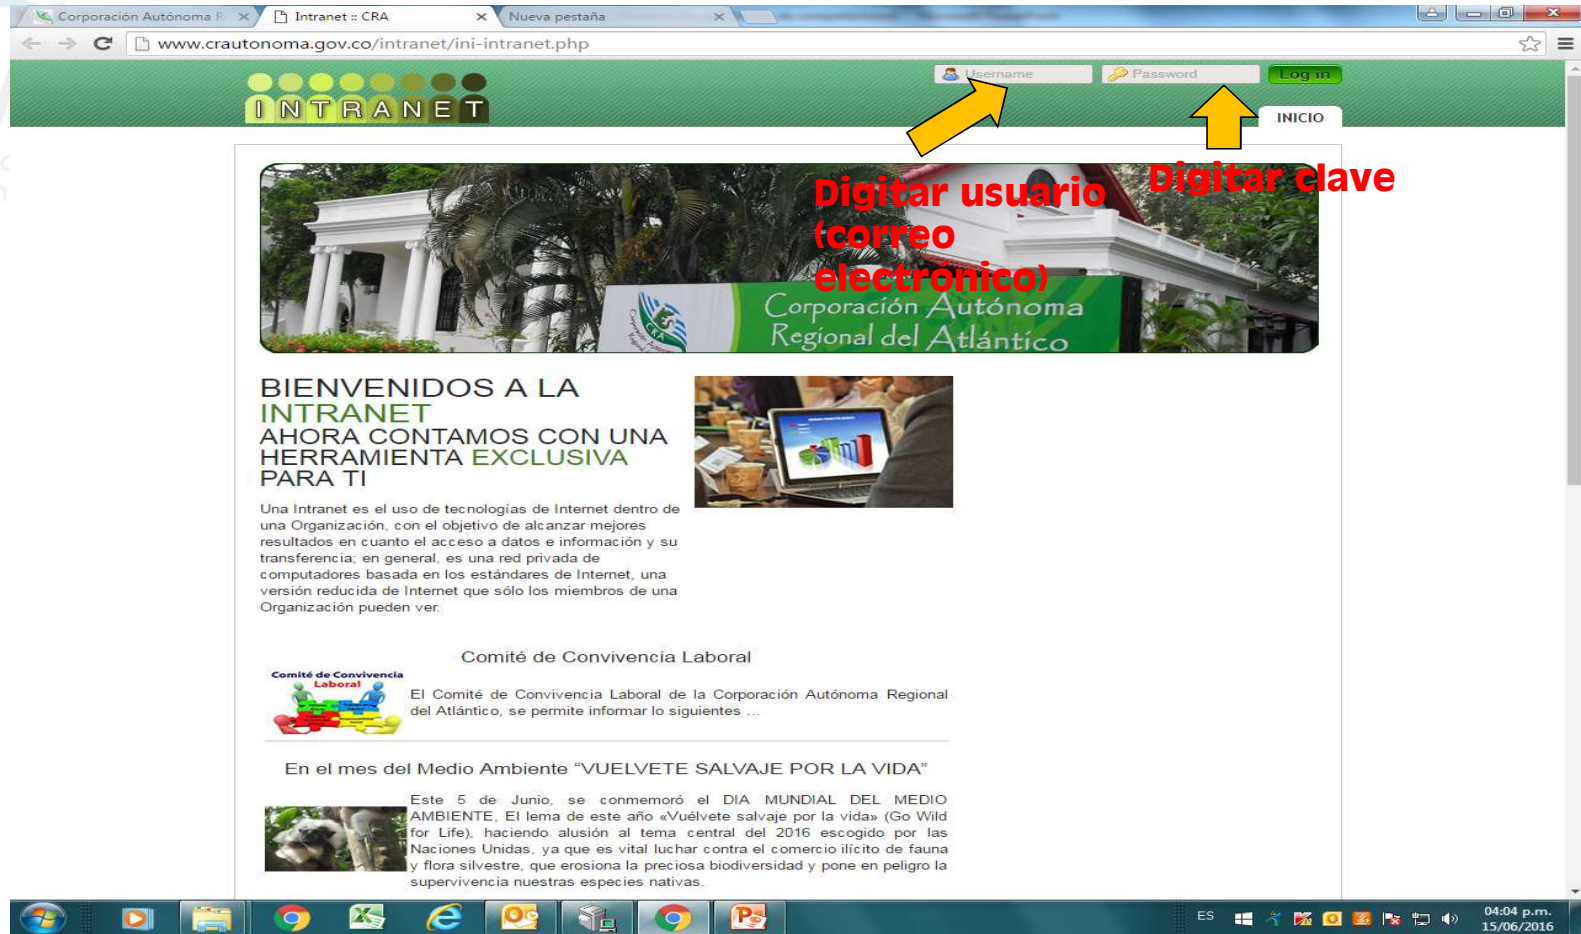 Corporación Autónoma R
Intranet :: CRA
Nueva pestaña
www.crautonoma.gov.co/intranet/ini-intranet.php
INTRANET
Username
Password
Log in
INICIO
Digitar usuario
(correo
electrónico)
Digitar clave
Corporación Autónoma
Regional del Atlántico
CRA
BIENVENIDOS A LA
INTRANET
AHORA CONTAMOS CON UNA
HERRAMIENTA EXCLUSIVA
PARA TI
Una Intranet es el uso de tecnologías de Internet dentro de
una Organización, con el objetivo de alcanzar mejores
resultados en cuanto el acceso a datos e información y su
transferencia; en general, es una red privada de
computadores basada en los estándares de Internet, una
versión reducida de Internet que sólo los miembros de una
Organización pueden ver.
Comité de Convivencia Laboral
Comité de Convivencia
Laboral
El Comité de Convivencia Laboral de la Corporación Autónoma Regional
del Atlántico, se permite informar lo siguientes ...
En el mes del Medio Ambiente “VUELVETE SALVAJE POR LA VIDA”
Este 5 de Junio, se conmemoró el DIA MUNDIAL DEL MEDIO
AMBIENTE, El lema de este año «Vuélvete salvaje por la vida» (Go Wild
for Life), haciendo alusión al tema central del 2016 escogido por las
Naciones Unidas, ya que es vital luchar contra el comercio ilícito de fauna
y flora silvestre, que erosiona la preciosa biodiversidad y pone en peligro la
supervivencia nuestras especies nativas.
ES
04:04 p.m.
15/06/2016